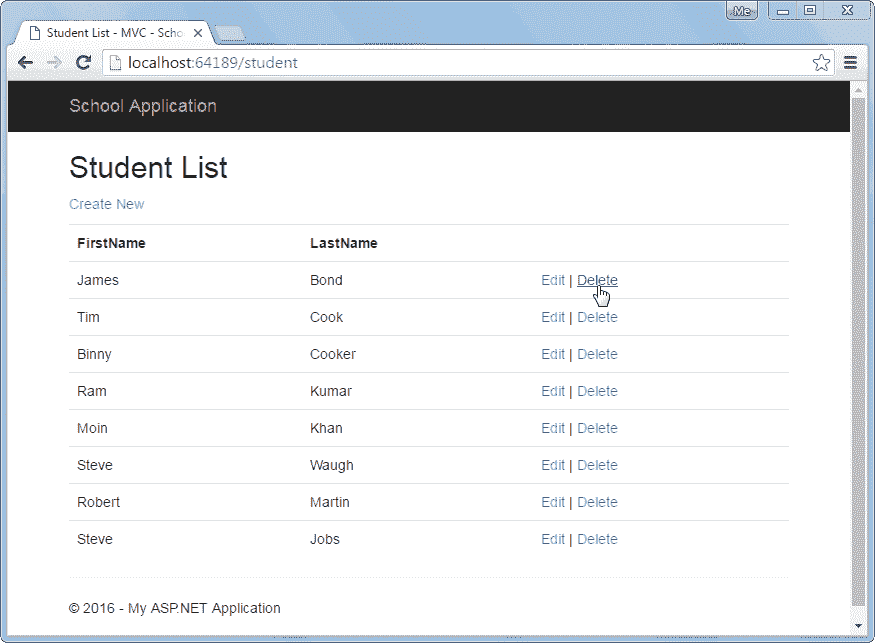 Me
Student List - MVC - Scho
localhost:64189/student
School Application
Student List
Create New
FirstName LastName
James Bond Edit | Delete
Tim Cook Edit | Delete
Binny Cooker Edit | Delete
Ram Kumar Edit | Delete
Moin Khan Edit | Delete
Steve Waugh Edit | Delete
Robert Martin Edit | Delete
Steve Jobs Edit | Delete
© 2016 - My ASP.NET Application